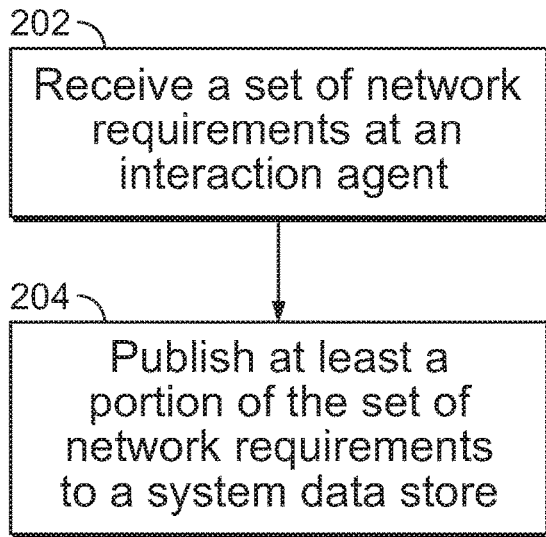 202
Receive a set of network
requirements at an
interaction agent
204
Publish at least a
portion of the set of
network requirements
to a system data store